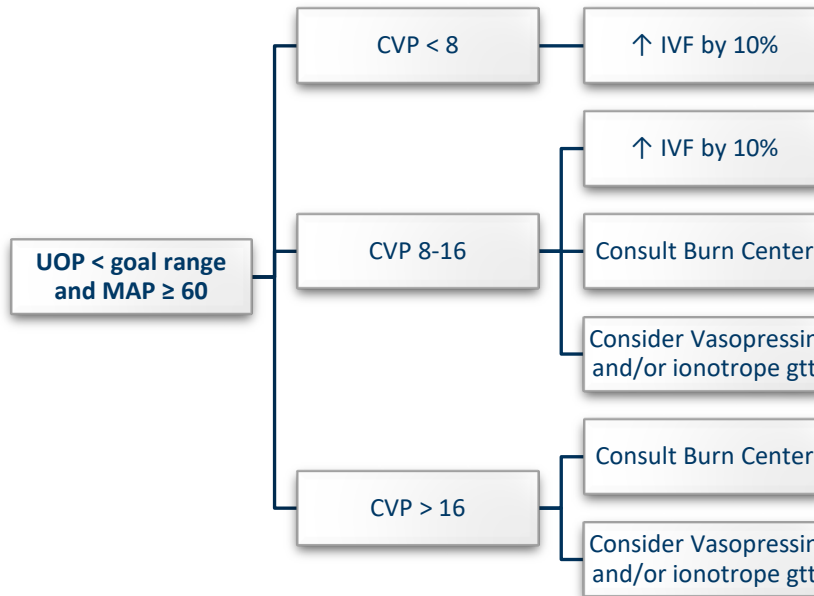 CVP < 8
↑ IVF by 10%
↑ IVF by 10%
UOP < goal range
and MAP ≥ 60
CVP 8-16
Consult Burn Center
Consider Vasopressin
and/or ionotrope gtt
CVP > 16
Consult Burn Center
Consider Vasopressin
and/or ionotrope gtt